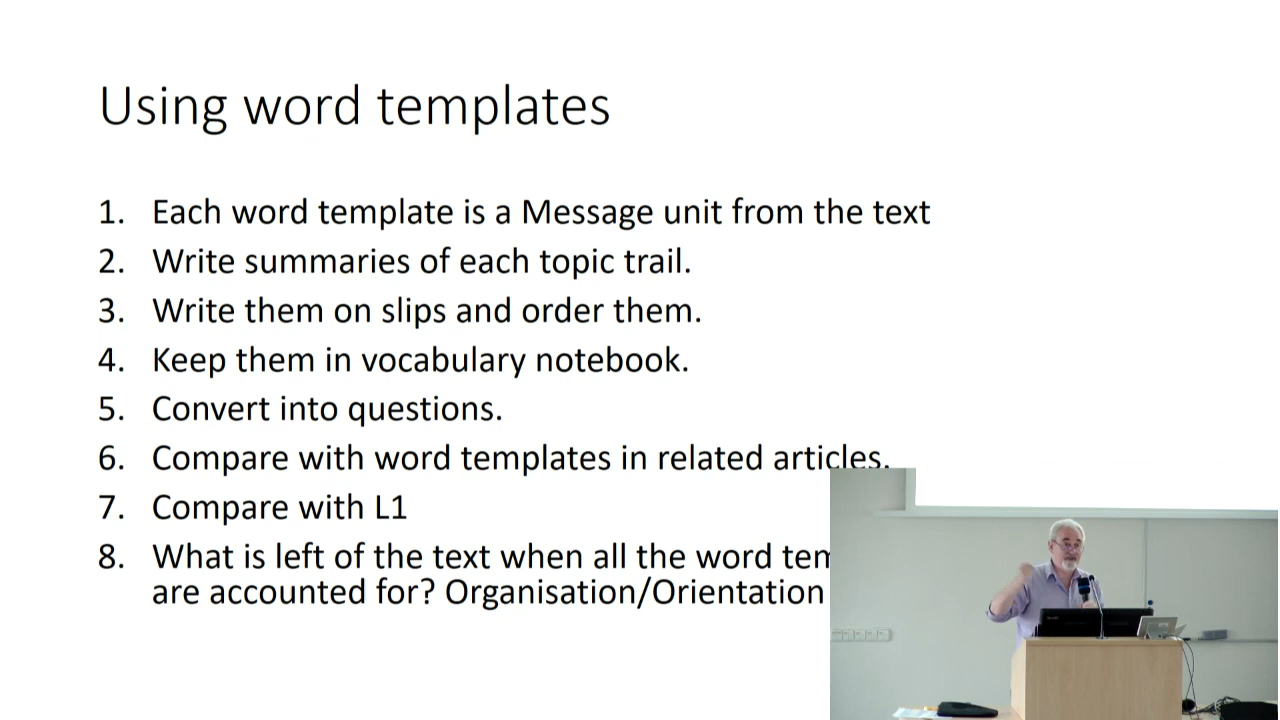 Using word templates
1. Each word template is a Message unit from the text
2. Write summaries of each topic trail.
3. Write them on slips and order them.
4. Keep them in vocabulary notebook.
5. Convert into questions.
6. Compare with word templates in related articles.
7. Compare with L1
8. What is left of the text when all the word
are accounted for? Organisation/Orientation